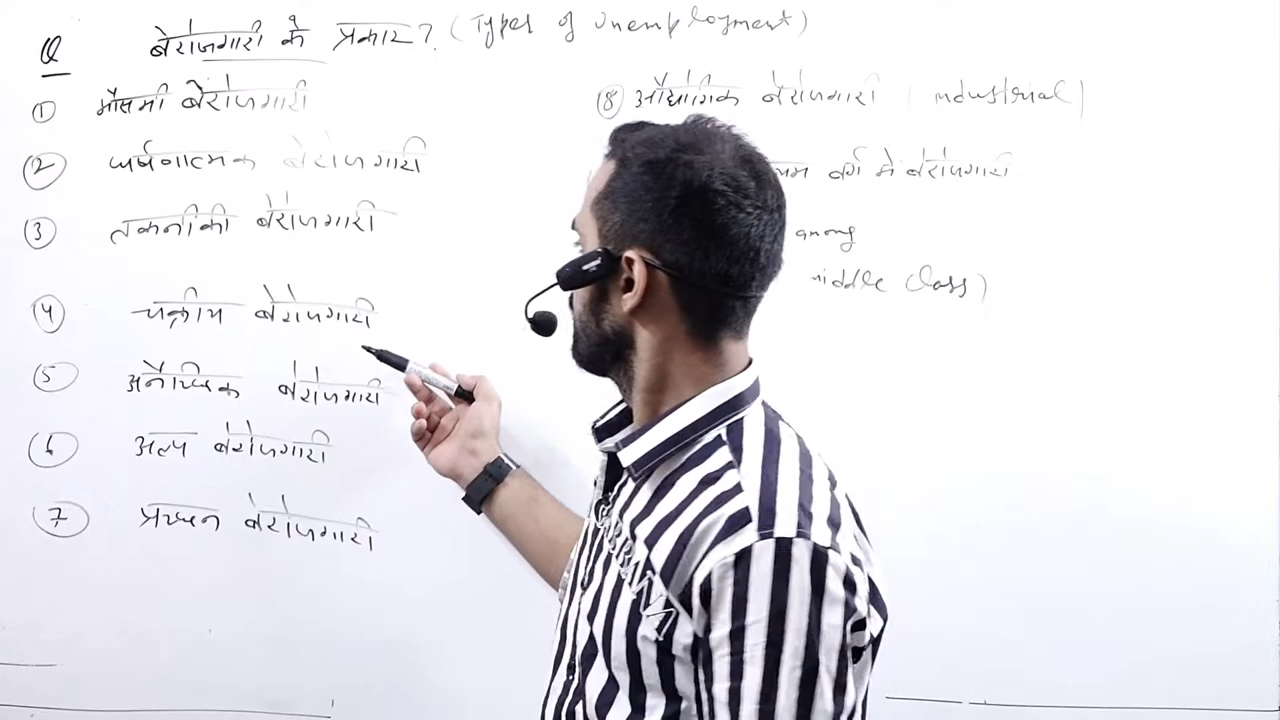 Q बेरोजगारी के प्रकार ? ( Types of Unemployment )
① मौसमी बेरोजगारी
② घर्षनात्मक बेरोजगारी
③ तकनीकी बेरोजगारी
④ चक्रीय बेरोजगारी
⑤ अनैच्छिक बेरोजगारी
⑥ अल्प बेरोजगारी
⑦ प्रच्छन बेरोजगारी
⑧ औद्योगिक बेरोजगारी ( industrial )
वर्ग मे बेरोजगारी
among
middle class )